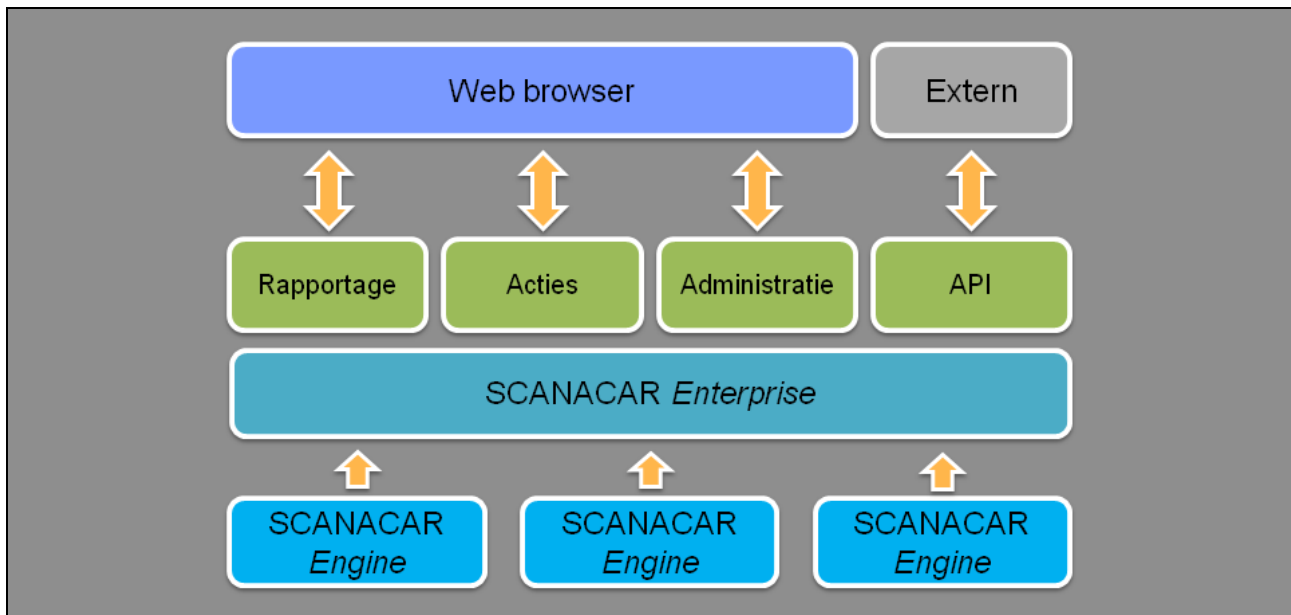 Web browser
Extern
Rapportage
Acties
Administratie
API
SCANACAR Enterprise
SCANACAR
Engine
SCANACAR
Engine
SCANACAR
Engine